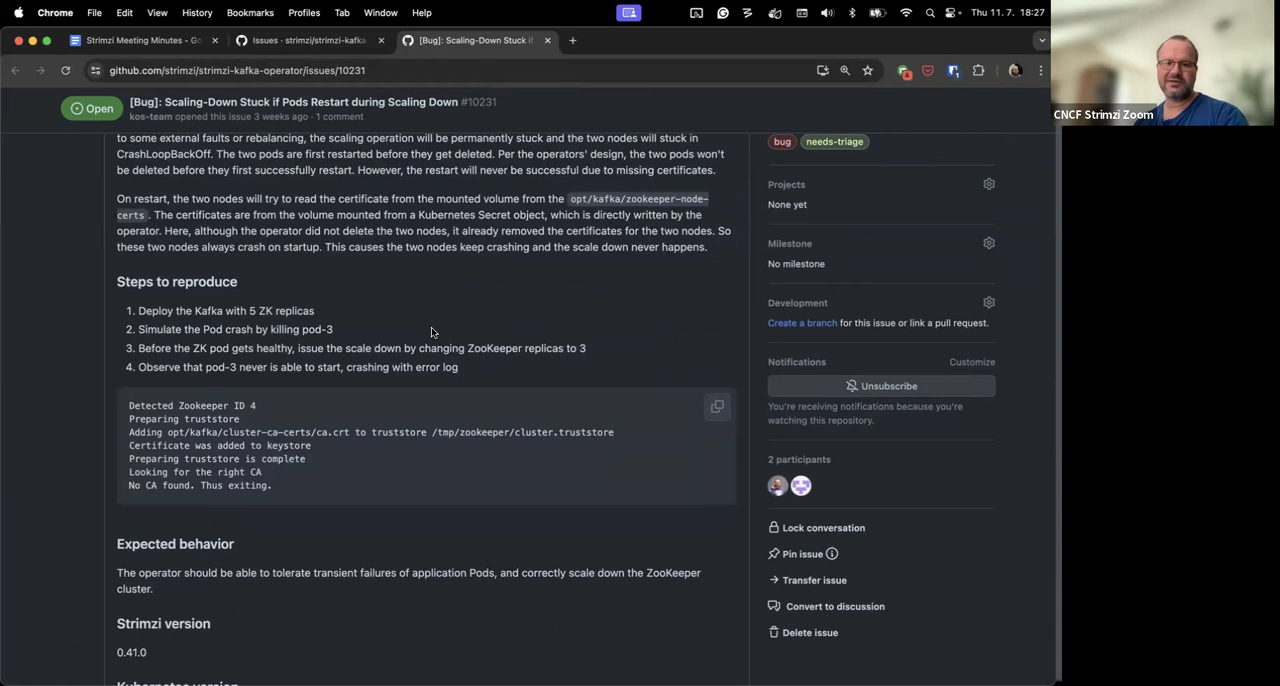 Chrome File Edit View History Bookmarks Profiles Tab Window Help Thu 11. 7. 18:27
Strimzi Meeting Minutes - Go
Issues · strimzi/strimzi-kafka
[Bug]: Scaling-Down Stuck if
github.com/strimzi/strimzi-kafka-operator/issues/10231
CNCF Strimzi Zoom
Open
[Bug]: Scaling-Down Stuck if Pods Restart during Scaling Down #10231
kos-team opened this issue 3 weeks ago · 1 comment
to some external faults or rebalancing, the scaling operation will be permanently stuck and the two nodes will stuck in
CrashLoopBackOff. The two pods are first restarted before they get deleted. Per the operators' design, the two pods won't
be deleted before they first successfully restart. However, the restart will never be successful due to missing certificates.
On restart, the two nodes will try to read the certificate from the mounted volume from the opt/kafka/zookeeper-node-
certs. The certificates are from the volume mounted from a Kubernetes Secret object, which is directly written by the
operator. Here, although the operator did not delete the two nodes, it already removed the certificates for the two nodes. So
these two nodes always crash on startup. This causes the two nodes keep crashing and the scale down never happens.
Steps to reproduce
1. Deploy the Kafka with 5 ZK replicas
2. Simulate the Pod crash by killing pod-3
3. Before the ZK pod gets healthy, issue the scale down by changing ZooKeeper replicas to 3
4. Observe that pod-3 never is able to start, crashing with error log
Detected Zookeeper ID 4
Preparing truststore
Adding opt/kafka/cluster-ca-certs/ca.crt to truststore /tmp/zookeeper/cluster.truststore
Certificate was added to keystore
Preparing truststore is complete
Looking for the right CA
No CA found. Thus exiting.
Expected behavior
The operator should be able to tolerate transient failures of application Pods, and correctly scale down the ZooKeeper
cluster.
Strimzi version
0.41.0
Kubernetes version
bug needs-triage
Projects
None yet
Milestone
No milestone
Development
Create a branch for this issue or link a pull request.
Notifications Customize
Unsubscribe
You're receiving notifications because you're
watching this repository.
2 participants
Lock conversation
Pin issue
Transfer issue
Convert to discussion
Delete issue